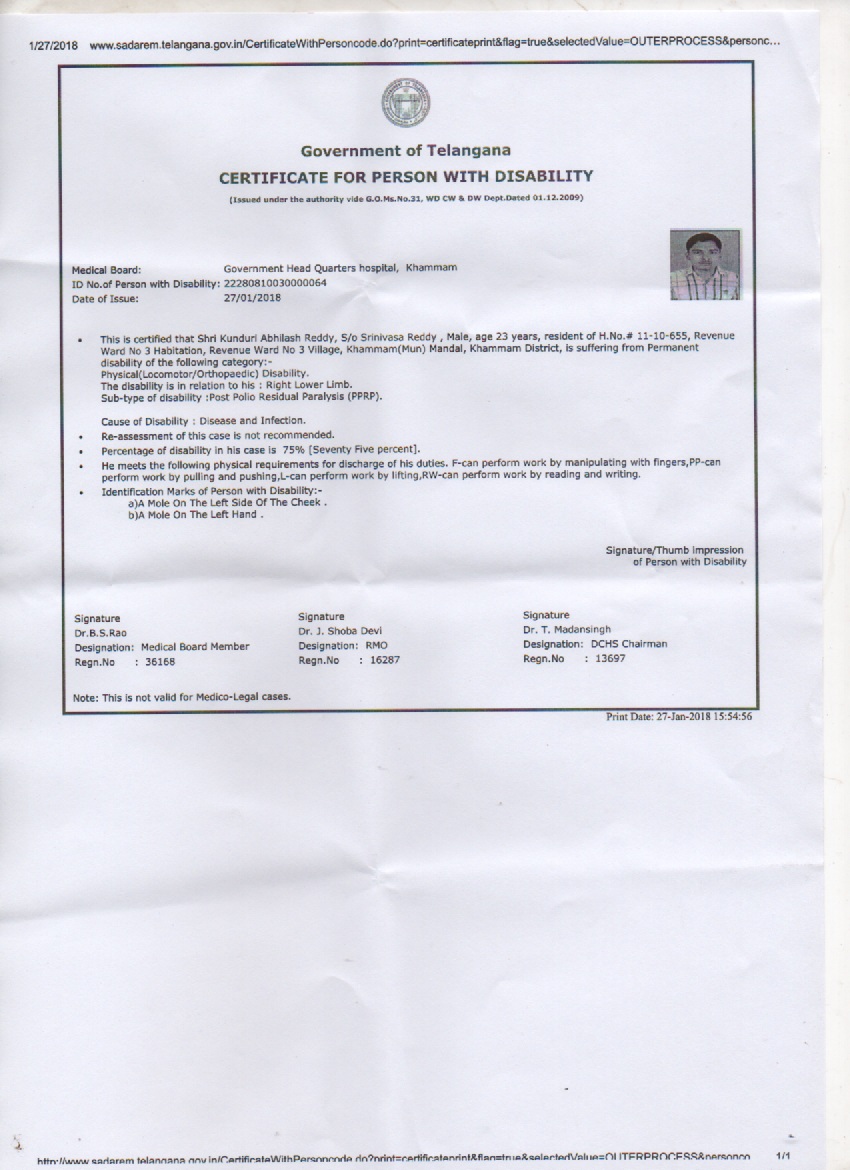 1/27/2018 www.sadarem.telangana.gov.in/CertificateWithPersoncode.do?print=certificateprint&flag=true&selectedValue=OUTERPROCESS&personc...
Government of Telangana
CERTIFICATE FOR PERSON WITH DISABILITY
(Issued under the authority vide G.O.Ms.No.31, WD CW & DW Dept.Dated 01.12.2009)
Medical Board: Government Head Quarters hospital, Khammam
ID No.of Person with Disability: 22280810030000064
Date of Issue: 27/01/2018
• This is certified that Shri Kunduri Abhilash Reddy, S/o Srinivasa Reddy , Male, age 23 years, resident of H.No.# 11-10-655, Revenue
Ward No 3 Habitation, Revenue Ward No 3 Village, Khammam(Mun) Mandal, Khammam District, is suffering from Permanent
disability of the following category:-
Physical(Locomotor/Orthopaedic) Disability.
The disability is in relation to his : Right Lower Limb.
Sub-type of disability :Post Polio Residual Paralysis (PPRP).
Cause of Disability : Disease and Infection.
• Re-assessment of this case is not recommended.
• Percentage of disability in his case is 75% [Seventy Five percent].
• He meets the following physical requirements for discharge of his duties. F-can perform work by manipulating with fingers,PP-can
perform work by pulling and pushing,L-can perform work by lifting,RW-can perform work by reading and writing.
• Identification Marks of Person with Disability:-
a)A Mole On The Left Side Of The Cheek .
b)A Mole On The Left Hand .
Signature/Thumb Impression
of Person with Disability
Signature
Dr.B.S.Rao
Designation: Medical Board Member
Regn.No : 36168
Signature
Dr. J. Shoba Devi
Designation: RMO
Regn.No : 16287
Signature
Dr. T. Madansingh
Designation: DCHS Chairman
Regn.No : 13697
Note: This is not valid for Medico-Legal cases.
Print Date: 27-Jan-2018 15:54:56
http://www.sadarem.telangana.gov.in/CertificateWithPersoncode.do?print=certificateprint&flag=true&selectedValue=OUTERPROCESS&personco... 1/1